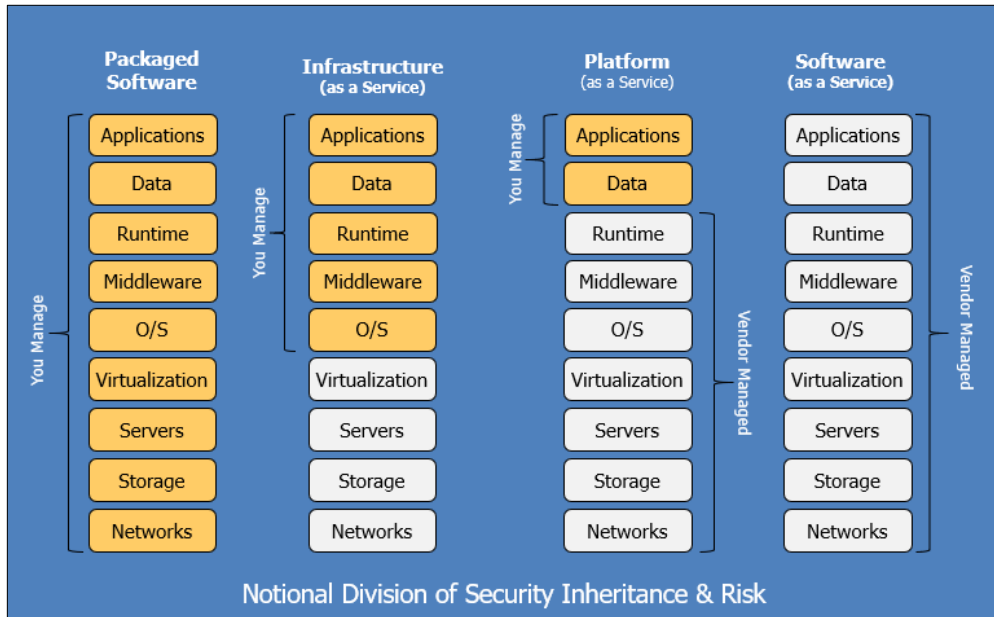 Packaged
Software
You Manage
Applications
Data
Runtime
Middleware
O/S
Virtualization
Servers
Storage
Networks
Infrastructure
(as a Service)
You Manage
Applications
Data
Runtime
Middleware
O/S
Virtualization
Servers
Storage
Networks
Platform
(as a Service)
You Manage
Applications
Data
Runtime
Middleware
O/S
Virtualization
Servers
Storage
Networks
Vendor Managed
Software
(as a Service)
Applications
Data
Runtime
Middleware
O/S
Virtualization
Servers
Storage
Networks
Vendor Managed
Notional Division of Security Inheritance & Risk